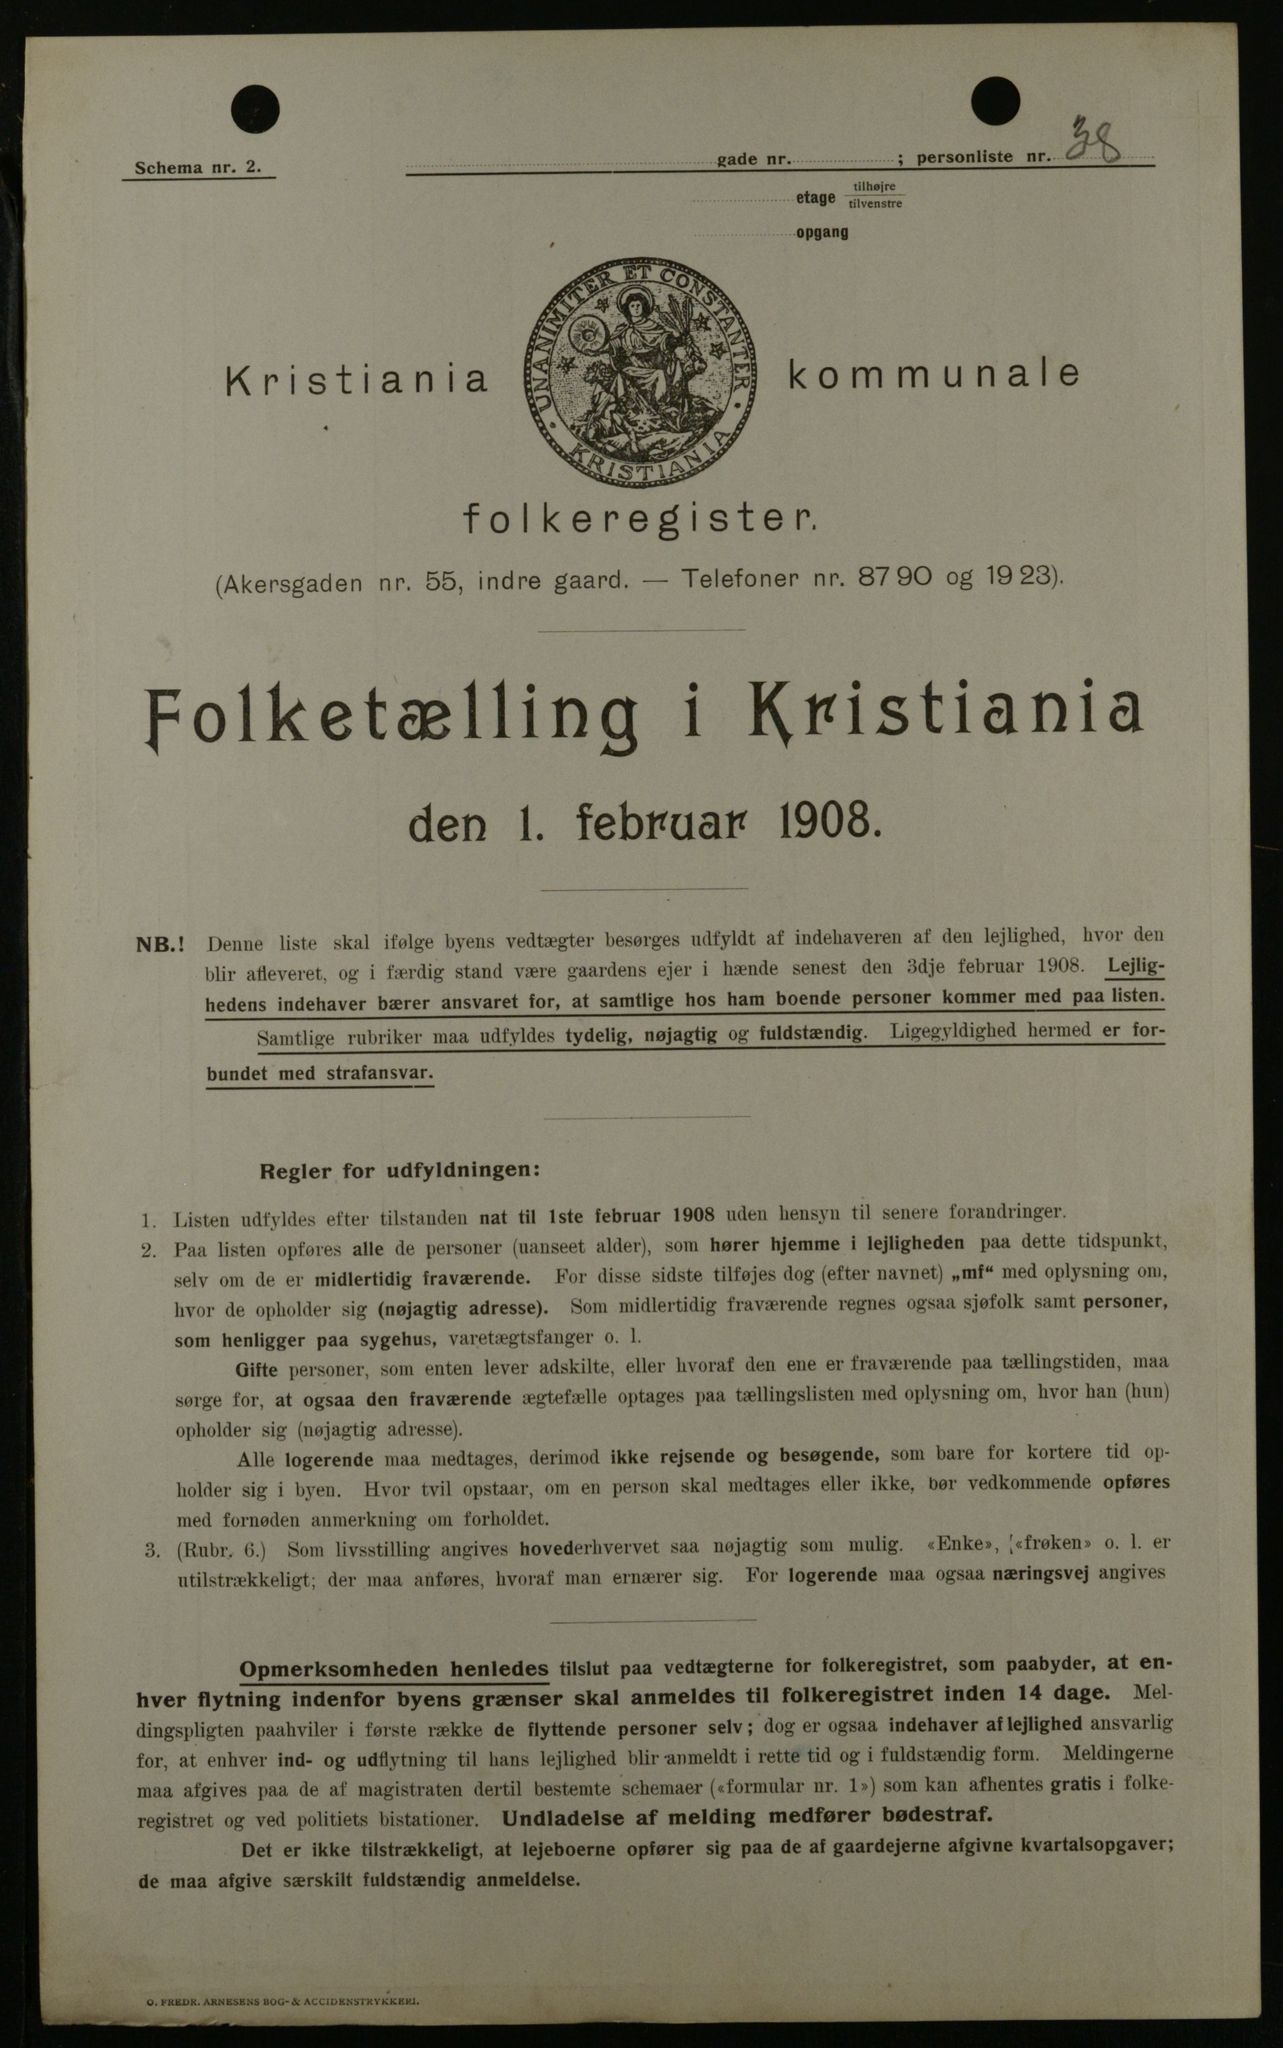 Schema nr. 2.
gade nr. ; personliste nr. 38
etage tilhøjre
tilvenstre
opgang
UNANIMITER ET CONSTANTER
KRISTIANIA
Kristiania kommunale
folkeregister.
(Akersgaden nr. 55, indre gaard. — Telefoner nr. 87 90 og 19 23).
Folketælling i Kristiania
den 1. februar 1908.
NB.! Denne liste skal ifølge byens vedtægter besørges udfyldt af indehaveren af den lejlighed, hvor den
blir afleveret, og i færdig stand være gaardens ejer i hænde senest den 3dje februar 1908. Lejlig-
hedens indehaver bærer ansvaret for, at samtlige hos ham boende personer kommer med paa listen.
Samtlige rubriker maa udfyldes tydelig, nøjagtig og fuldstændig. Ligegyldighed hermed er for-
bundet med strafansvar.
Regler for udfyldningen:
1. Listen udfyldes efter tilstanden nat til 1ste februar 1908 uden hensyn til senere forandringer.
2. Paa listen opføres alle de personer (uanseet alder), som hører hjemme i lejligheden paa dette tidspunkt,
selv om de er midlertidig fraværende. For disse sidste tilføjes dog (efter navnet) „mf“ med oplysning om,
hvor de opholder sig (nøjagtig adresse). Som midlertidig fraværende regnes ogsaa sjøfolk samt personer,
som henligger paa sygehus, varetægtsfanger o. l.
Gifte personer, som enten lever adskilte, eller hvoraf den ene er fraværende paa tællingstiden, maa
sørge for, at ogsaa den fraværende ægtefælle optages paa tællingslisten med oplysning om, hvor han (hun)
opholder sig (nøjagtig adresse).
Alle logerende maa medtages, derimod ikke rejsende og besøgende, som bare for kortere tid op-
holder sig i byen. Hvor tvil opstaar, om en person skal medtages eller ikke, bør vedkommende opføres
med fornøden anmerkning om forholdet.
3. (Rubr. 6.) Som livsstilling angives hovederhvervet saa nøjagtig som mulig. «Enke», «frøken» o. l. er
utilstrækkeligt; der maa anføres, hvoraf man ernærer sig. For logerende maa ogsaa næringsvej angives
Opmerksomheden henledes tilslut paa vedtægterne for folkeregistret, som paabyder, at en-
hver flytning indenfor byens grænser skal anmeldes til folkeregistret inden 14 dage. Mel-
dingspligten paahviler i første række de flyttende personer selv; dog er ogsaa indehaver af lejlighed ansvarlig
for, at enhver ind- og udflytning til hans lejlighed blir anmeldt i rette tid og i fuldstændig form. Meldingerne
maa afgives paa de af magistraten dertil bestemte schemaer («formular nr. 1») som kan afhentes gratis i folke-
registret og ved politiets bistationer. Undladelse af melding medfører bødestraf.
Det er ikke tilstrækkeligt, at lejeboerne opfører sig paa de af gaardejerne afgivne kvartalsopgaver;
de maa afgive særskilt fuldstændig anmeldelse.
O. FREDR. ARNESENS BOG- & ACCIDENSTRYKKERI.